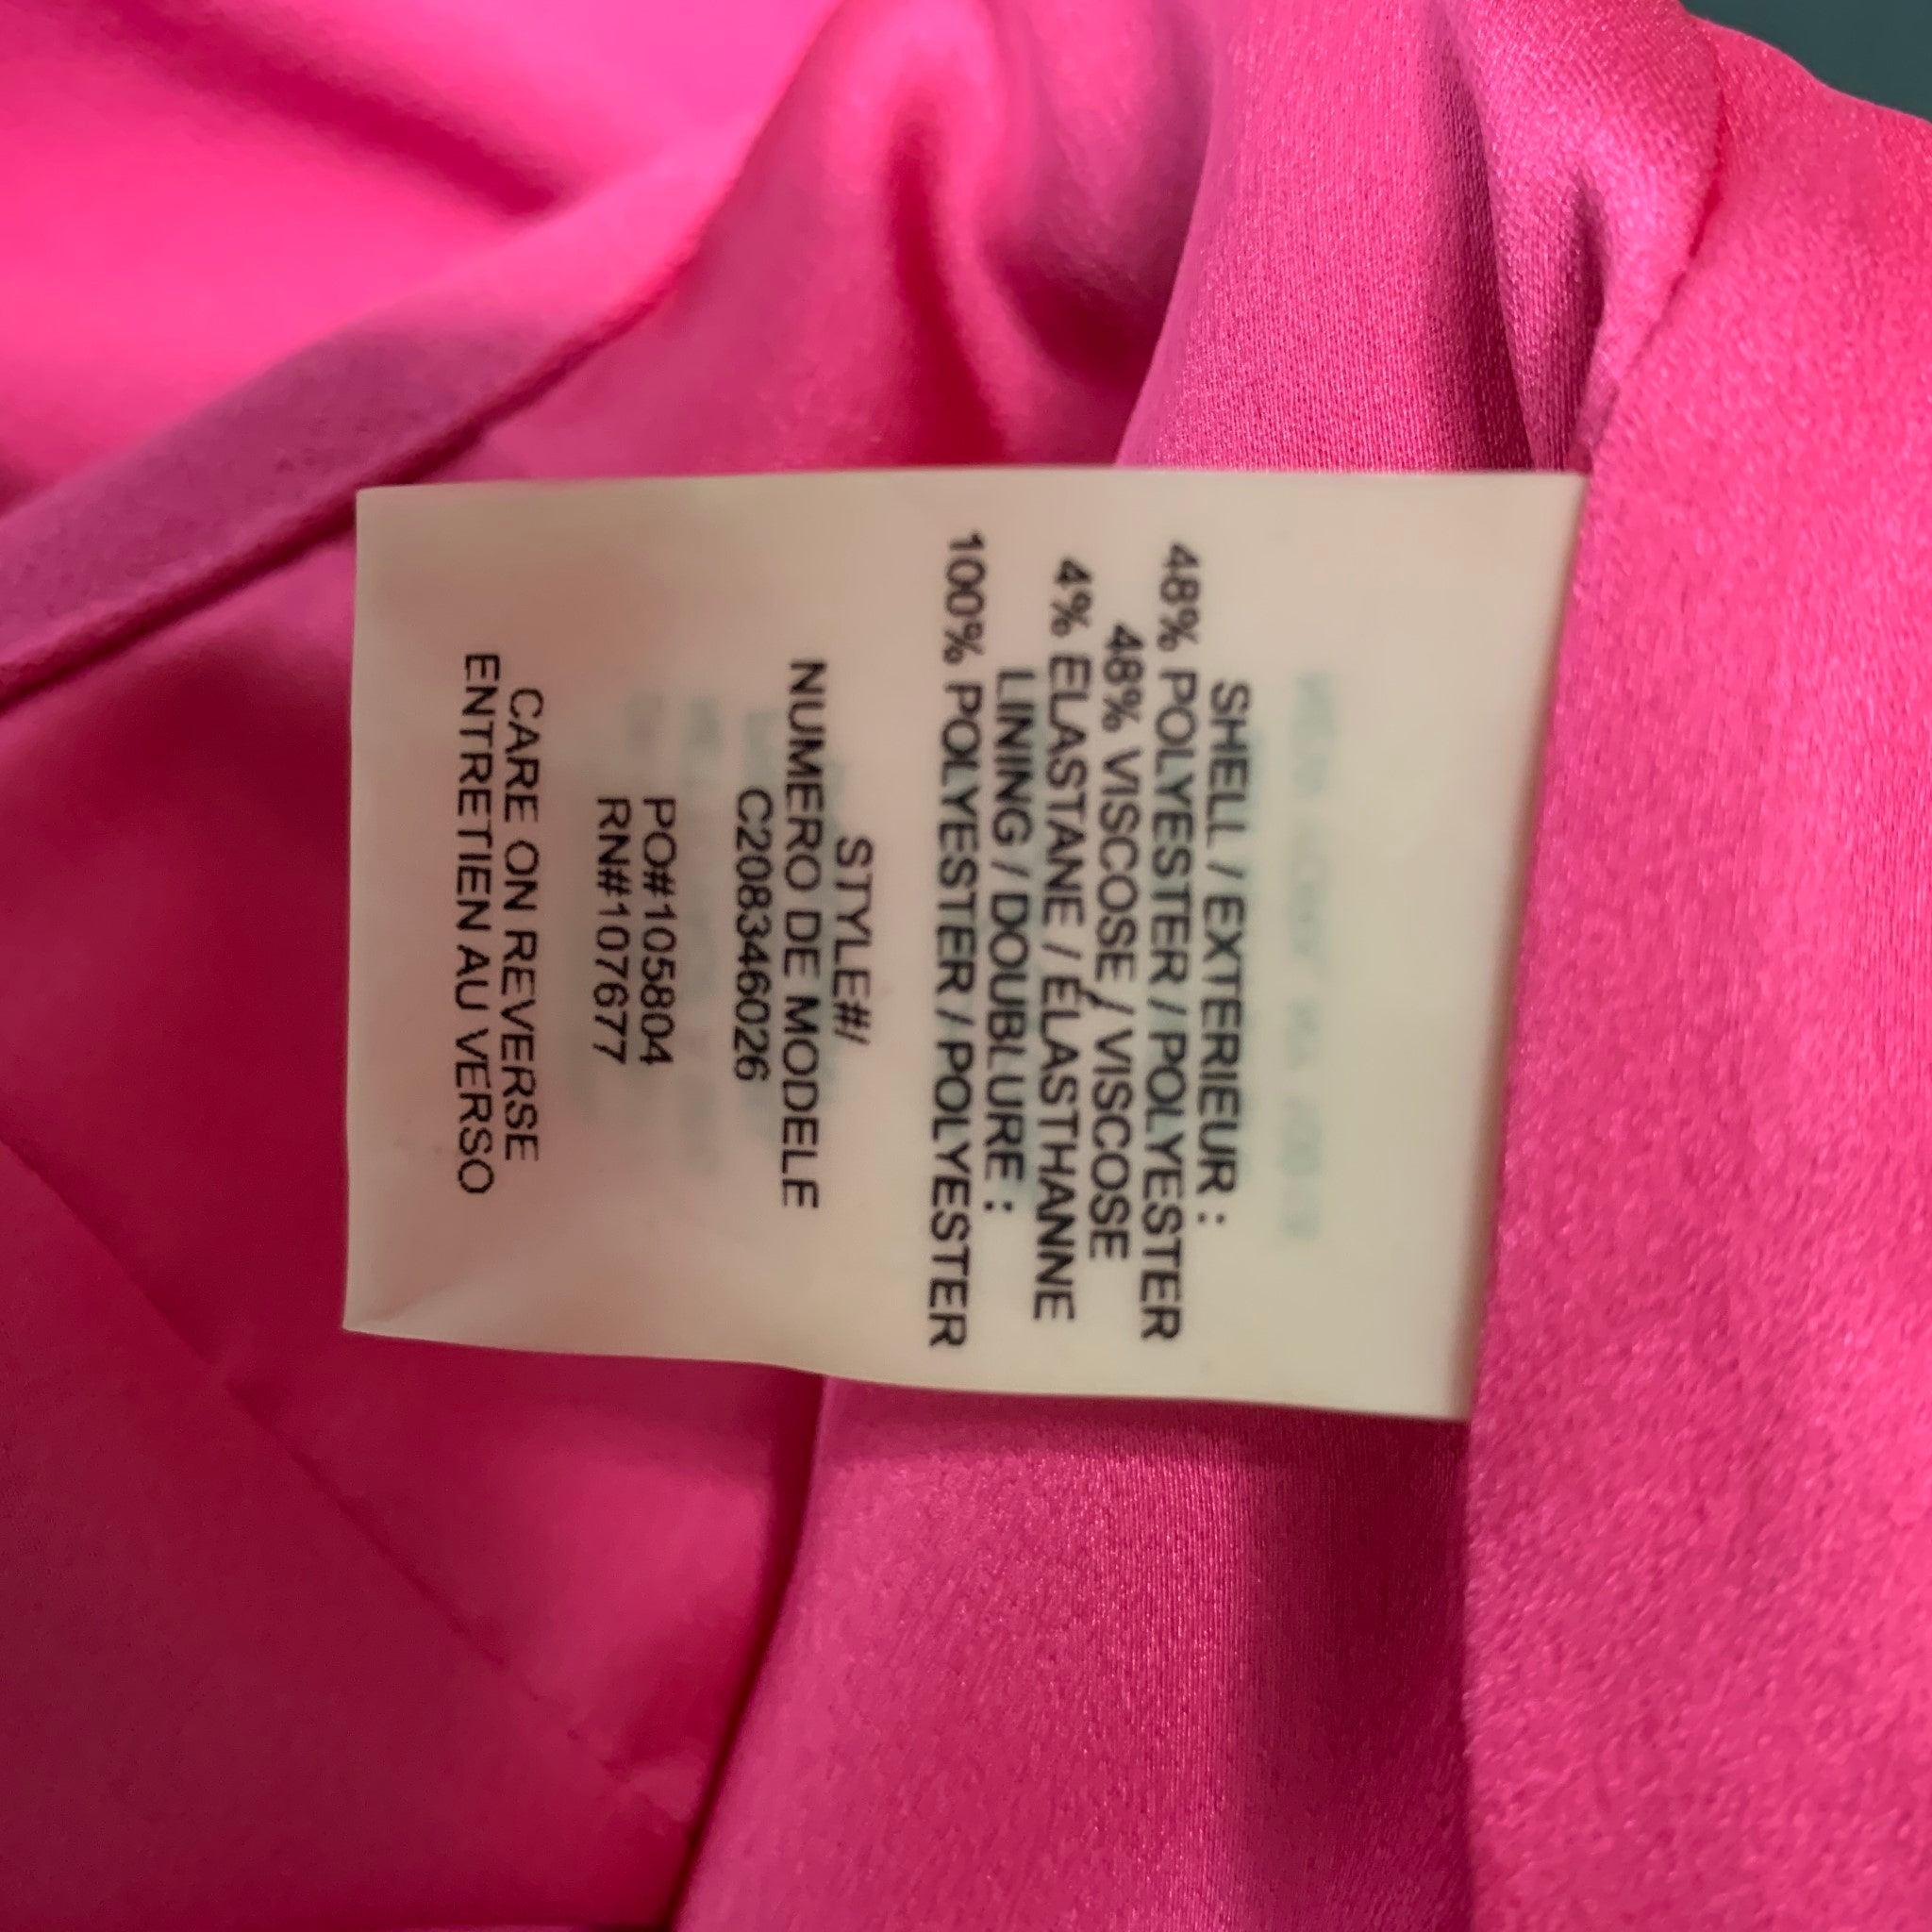 SHELL / EXTERIEUR :
48% POLYESTER / POLYESTER
48% VISCOSE / VISCOSE
4% ELASTANE / ÉLASTHANNE
LINING / DOUBLURE :
100% POLYESTER / POLYESTER
STYLE#/
NUMERO DE MODELE
C208346026
PO#105804
RN#107677
CARE ON REVERSE
ENTRETIEN AU VERSO